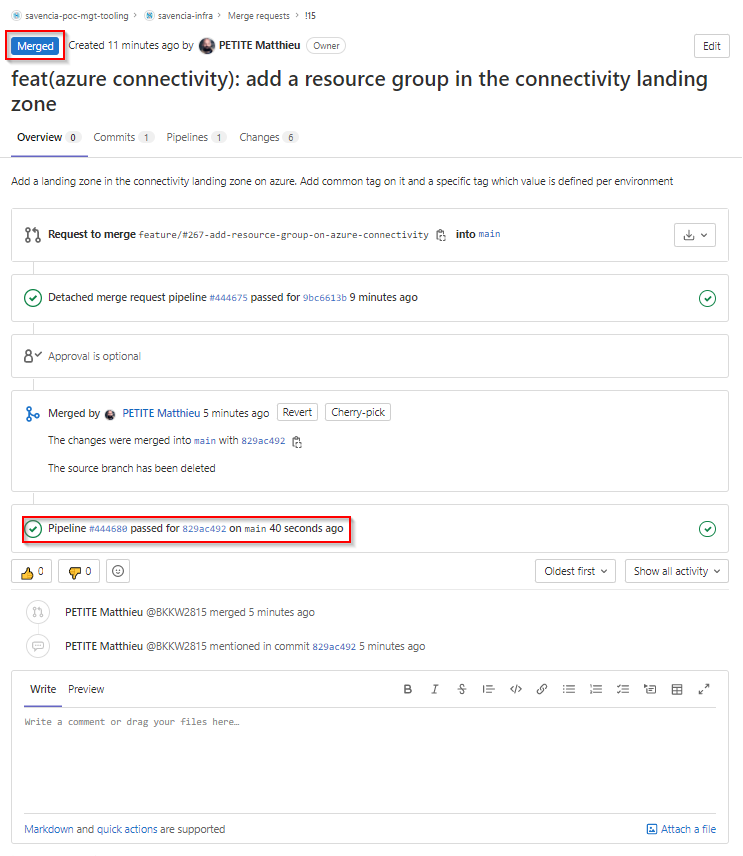 savencia-poc-mgt-tooling > savencia-infra > Merge requests > !15
Merged Created 11 minutes ago by PETITE Matthieu Owner Edit
feat(azure connectivity): add a resource group in the connectivity landing
zone
Overview 0 Commits 1 Pipelines 1 Changes 6
Add a landing zone in the connectivity landing zone on azure. Add common tag on it and a specific tag which value is defined per environment
Request to merge feature/#267-add-resource-group-on-azure-connectivity into main
Detached merge request pipeline #444675 passed for 9bc6613b 9 minutes ago
Approval is optional
Merged by PETITE Matthieu 5 minutes ago Revert Cherry-pick
The changes were merged into main with 829ac492
The source branch has been deleted
Pipeline #444680 passed for 829ac492 on main 40 seconds ago
0 0 Oldest first Show all activity
PETITE Matthieu @BKKW2815 merged 5 minutes ago
PETITE Matthieu @BKKW2815 mentioned in commit 829ac492 5 minutes ago
Write Preview
Write a comment or drag your files here…
Markdown and quick actions are supported Attach a file